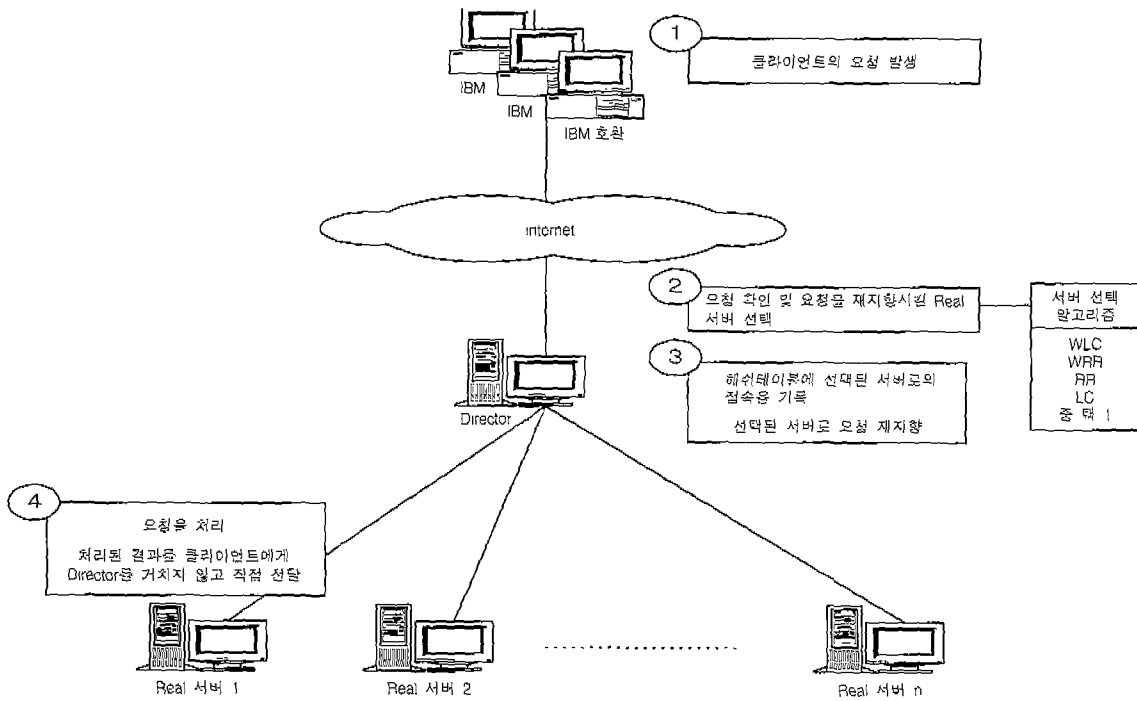 1
클라이언트의 요청 발생
IBM
IBM
IBM 호환
Internet
2
요청 확인 및 요청을 재지향시킬 Real
서버 선택
서버 선택
알고리즘
WLC
WRR
RR
LC
중 택 1
3
해쉬테이블에 선택된 서버로의
접속을 기록
선택된 서버로 요청 재지향
Director
4
요청을 처리
처리된 결과를 클라이언트에게
Director를 거치지 않고 직접 전달
Real 서버 1
Real 서버 2
Real 서버 n